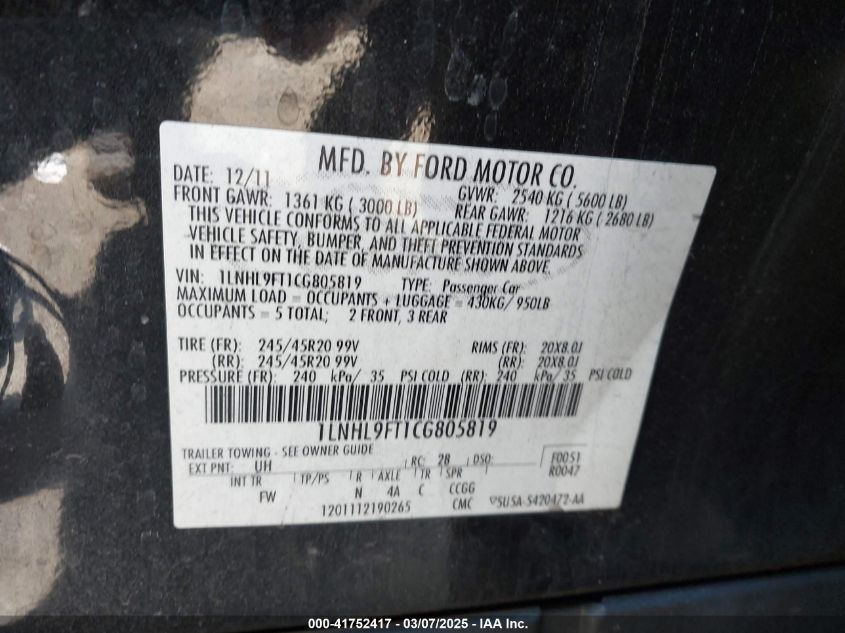 MFD. BY FORD MOTOR CO.
DATE: 12/11 GVWR: 2540 KG ( 5600 LB)
FRONT GAWR: 1361 KG ( 3000 LB) REAR GAWR: 1216 KG ( 2680 LB)
THIS VEHICLE CONFORMS TO ALL APPLICABLE FEDERAL MOTOR
VEHICLE SAFETY, BUMPER, AND THEFT PREVENTION STANDARDS
IN EFFECT ON THE DATE OF MANUFACTURE SHOWN ABOVE.
VIN: 1LNHL9FT1CG805819 TYPE: Passenger Car
MAXIMUM LOAD = OCCUPANTS + LUGGAGE = 430KG/ 950LB
OCCUPANTS = 5 TOTAL; 2 FRONT, 3 REAR
TIRE (FR): 245/45R20 99V RIMS (FR): 20X8.0J
(RR): 245/45R20 99V (RR): 20X8.0J
PRESSURE (FR): 240 kPa/ 35 PSI COLD (RR): 240 kPa/ 35 PSI COLD
1LNHL9FT1CG805819
TRAILER TOWING - SEE OWNER GUIDE
EXT PNT: UH RC: 28 DSO: F0051
R0047
INT TR TP/PS R AXLE TR SPR
FW N 4A C CCGG
1201112190265 CMC ▽5U5A-5420472-AA
000-41752417 - 03/07/2025 - © IAA, Inc.